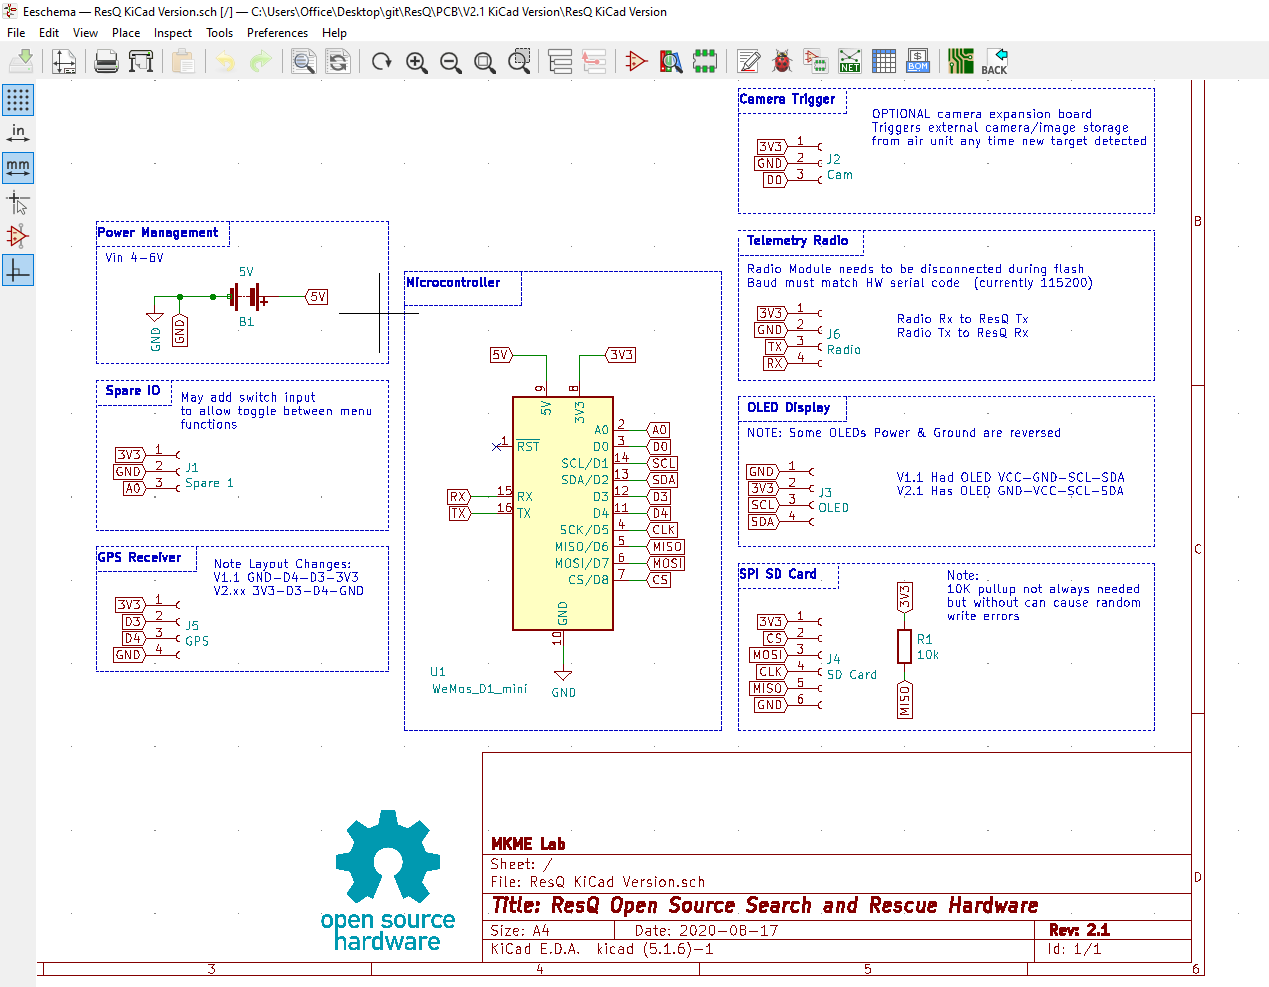 Eeschema — ResQ KiCad Version.sch [/] — C:\Users\Office\Desktop\git\ResQ\PCB\V2.1 KiCad Version\ResQ KiCad Version
File Edit View Place Inspect Tools Preferences Help
NET
BOM
BACK
in
mm
Camera Trigger
OPTIONAL camera expansion board
Triggers external camera/image storage
from air unit any time new target detected
3V3 1
GND 2
D0 3
J2
Cam
B
Power Management
Vin 4-6V
5V
5V
B1
GND
GND
Microcontroller
5V
3V3
9
8
5V
3V3
1 RST
A0 2 A0
D0 3 D0
SCL/D1 14 SCL
SDA/D2 13 SDA
RX 15 RX
D3 12 D3
TX 16 TX
D4 11 D4
SCK/D5 4 CLK
MISO/D6 5 MISO
MOSI/D7 6 MOSI
CS/D8 7 CS
GND
10
GND
U1
WeMos_D1_mini
Telemetry Radio
Radio Module needs to be disconnected during flash
Baud must match HW serial code (currently 115200)
3V3 1
GND 2
TX 3
RX 4
J6
Radio
Radio Rx to ResQ Tx
Radio Tx to ResQ Rx
Spare IO
May add switch input
to allow toggle between menu
functions
3V3 1
GND 2
A0 3
J1
Spare 1
OLED Display
NOTE: Some OLEDs Power & Ground are reversed
GND 1
3V3 2
SCL 3
SDA 4
J3
OLED
V1.1 Had OLED VCC-GND-SCL-SDA
V2.1 Has OLED GND-VCC-SCL-SDA
C
GPS Receiver
Note Layout Changes:
V1.1 GND-D4-D3-3V3
V2.xx 3V3-D3-D4-GND
3V3 1
D3 2
D4 3
GND 4
J5
GPS
SPI SD Card
Note:
10K pullup not always needed
but without can cause random
write errors
3V3 1
CS 2
MOSI 3
CLK 4
MISO 5
GND 6
J4
SD Card
3V3
R1
10k
MISO
open source
hardware
MKME Lab
Sheet: /
File: ResQ KiCad Version.sch
D
Title: ResQ Open Source Search and Rescue Hardware
Size: A4 Date: 2020-08-17 Rev: 2.1
KiCad E.D.A. kicad (5.1.6)-1 Id: 1/1
3 4 5 6